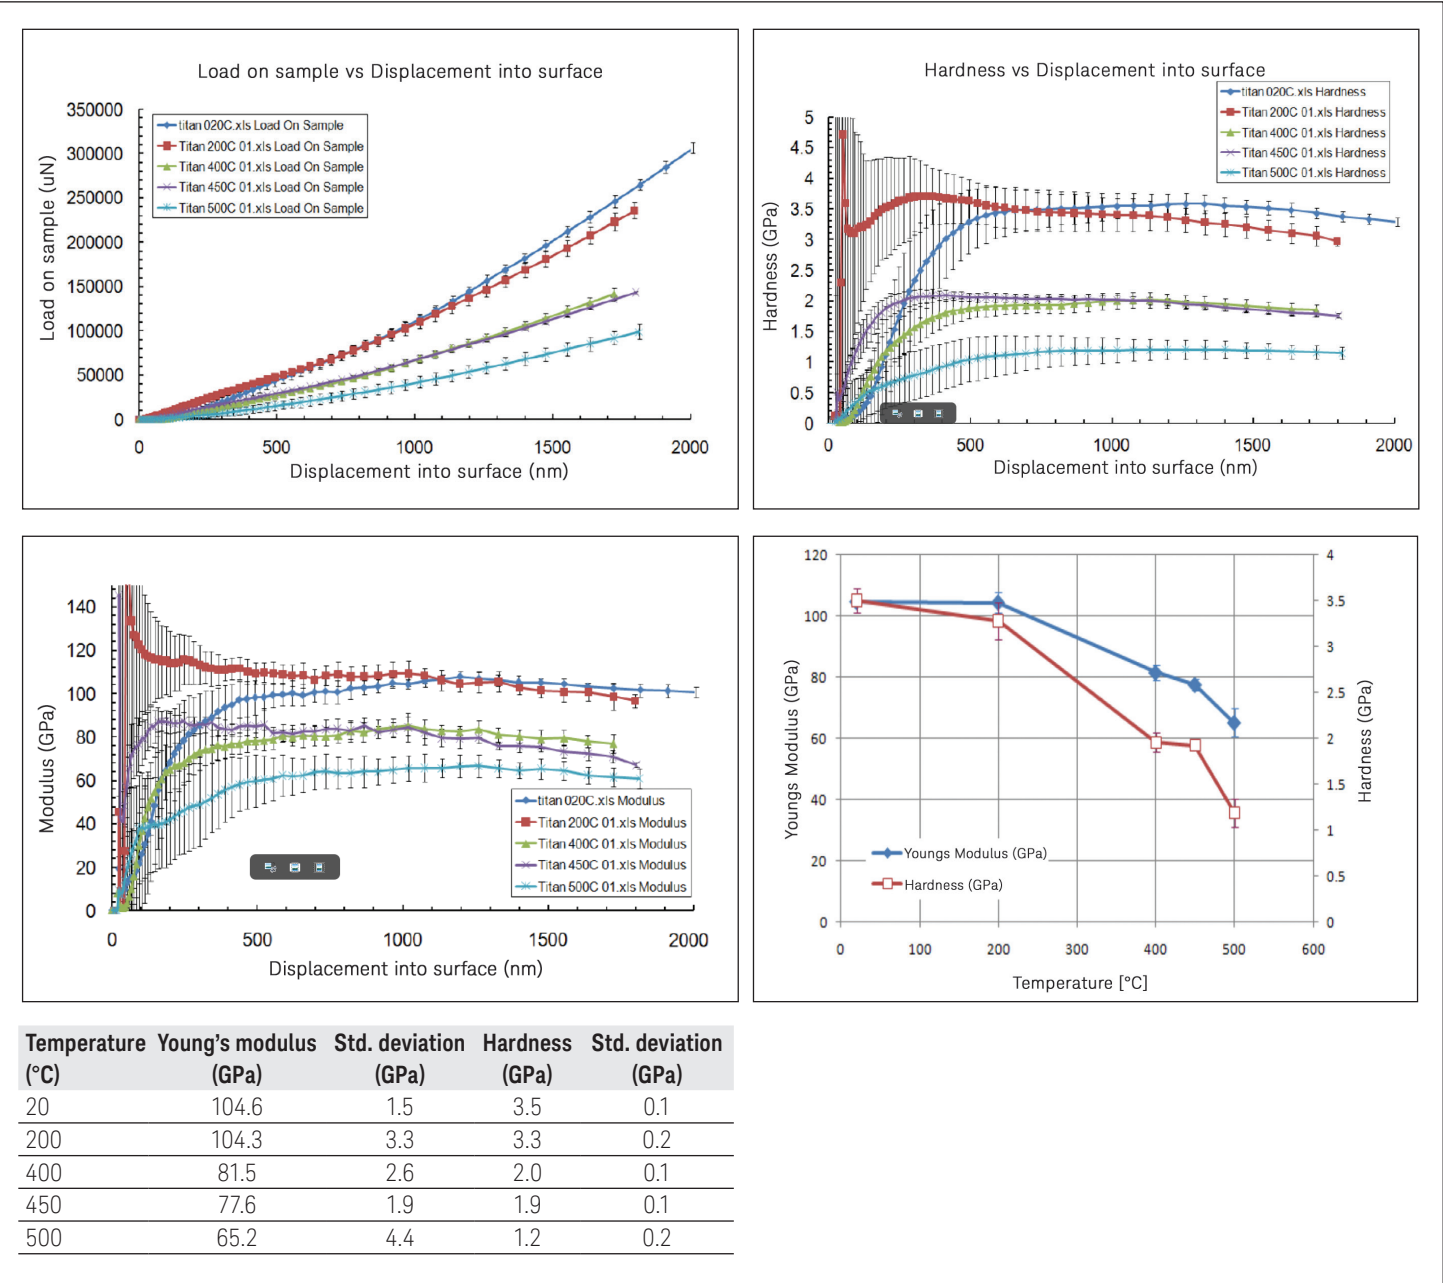 Load on sample vs Displacement into surface
350000
300000
250000
200000
150000
100000
50000
0
Load on sample (uN)
titan 020C.xls Load On Sample
Titan 200C 01.xls Load On Sample
Titan 400C 01.xls Load On Sample
Titan 450C 01.xls Load On Sample
Titan 500C 01.xls Load On Sample
0 500 1000 1500 2000
Displacement into surface (nm)
Hardness vs Displacement into surface
5
4.5
4
3.5
3
2.5
2
1.5
1
0.5
0
Hardness (GPa)
titan 020C.xls Hardness
Titan 200C 01.xls Hardness
Titan 400C 01.xls Hardness
Titan 450C 01.xls Hardness
Titan 500C 01.xls Hardness
0 500 1000 1500 2000
Displacement into surface (nm)
140
120
100
80
60
40
20
0
Modulus (GPa)
titan 020C.xls Modulus
Titan 200C 01.xls Modulus
Titan 400C 01.xls Modulus
Titan 450C 01.xls Modulus
Titan 500C 01.xls Modulus
0 500 1000 1500 2000
Displacement into surface (nm)
120
100
80
60
40
20
0
Youngs Modulus (GPa)
Youngs Modulus (GPa)
Hardness (GPa)
4
3.5
3
2.5
2
1.5
1
0.5
0
Hardness (GPa)
0 100 200 300 400 500 600
Temperature [°C]
Temperature Young's modulus Std. deviation Hardness Std. deviation
(°C) (GPa) (GPa) (GPa) (GPa)
20 104.6 1.5 3.5 0.1
200 104.3 3.3 3.3 0.2
400 81.5 2.6 2.0 0.1
450 77.6 1.9 1.9 0.1
500 65.2 4.4 1.2 0.2